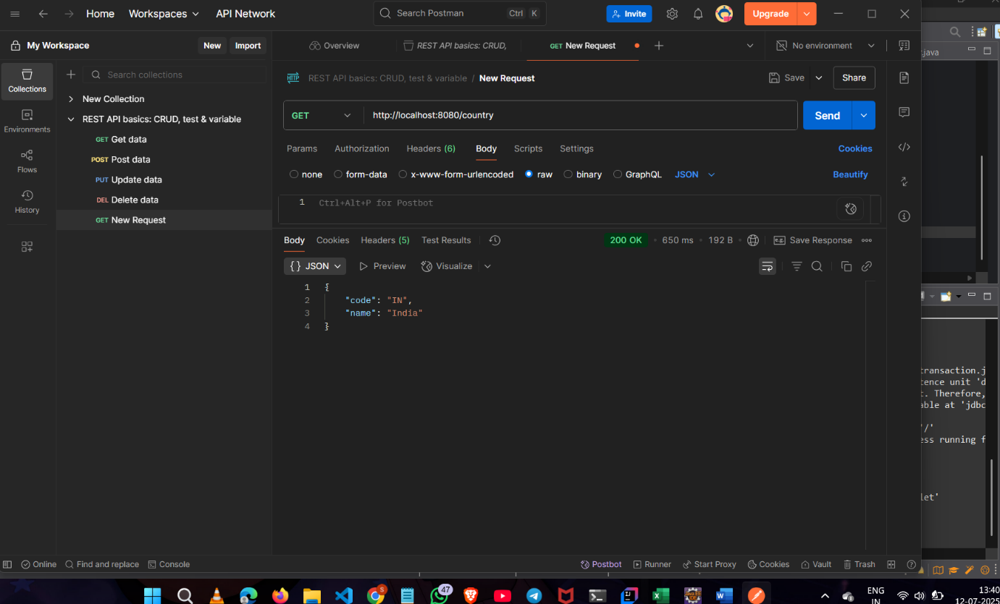 Home Workspaces API Network Search Postman Ctrl K Invite Upgrade
My Workspace New Import Overview REST API basics: CRUD, GET New Request No environment
.java
Search collections REST API basics: CRUD, test & variable / New Request Save Share
Collections
New Collection
GET http://localhost:8080/country Send
REST API basics: CRUD, test & variable
Environments
GET Get data
Params Authorization Headers (6) Body Scripts Settings Cookies
POST Post data
Flows
PUT Update data
none form-data x-www-form-urlencoded raw binary GraphQL JSON Beautify
DEL Delete data
1 Ctrl+Alt+P for Postbot
History
GET New Request
Body Cookies Headers (5) Test Results 200 OK 650 ms 192 B Save Response
{} JSON Preview Visualize
1 {
2 "code": "IN",
3 "name": "India"
4 }
transaction.j
tence unit 'd
t. Therefore,
able at 'jdbc
'/'
ess running f
let'
Online Find and replace Console Postbot Runner Start Proxy Cookies Vault Trash
47
S
ENG
IN
13:40
12-07-2025